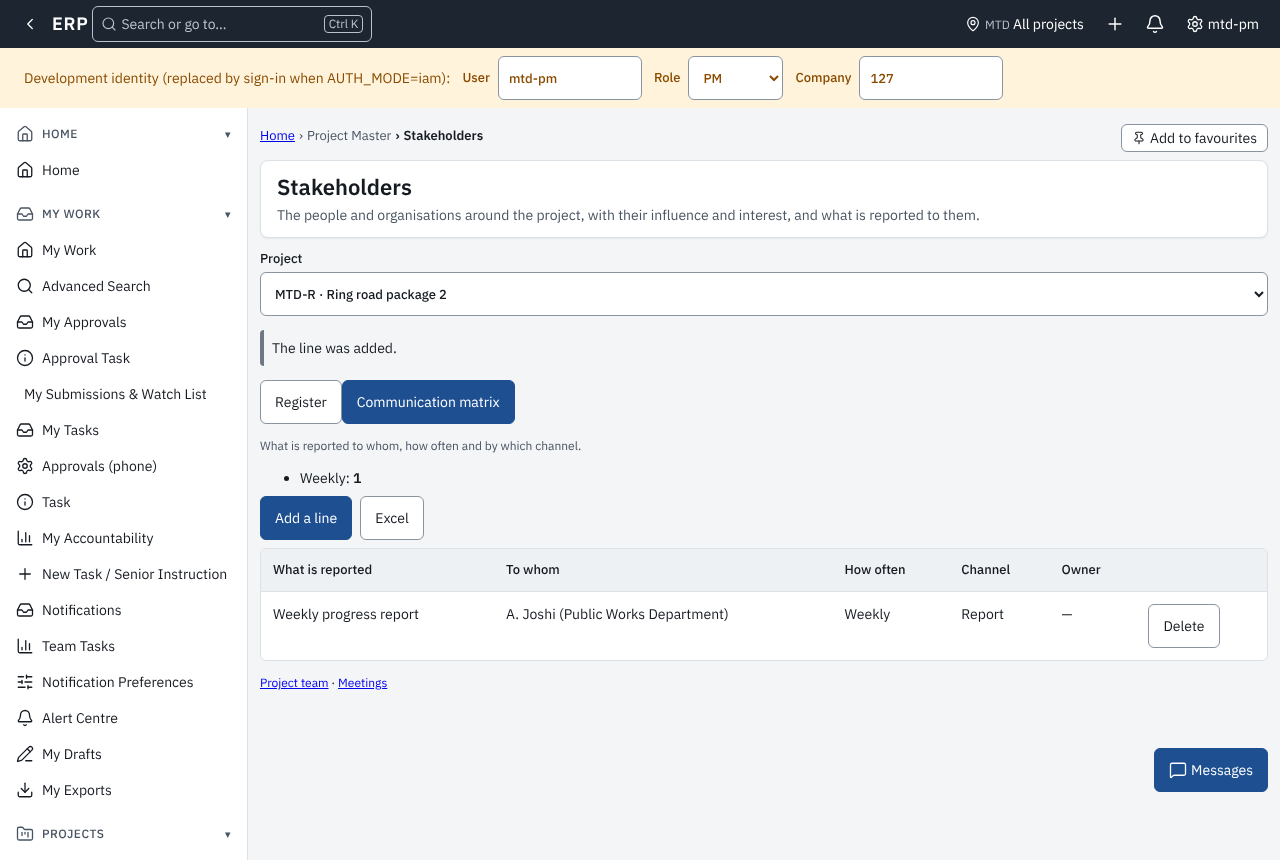 ERP
Search or go to...
Ctrl K
MTD All projects
mtd-pm
Development identity (replaced by sign-in when AUTH_MODE=iam):
User
mtd-pm
Role
PM
Company
127
HOME
Home
MY WORK
My Work
Advanced Search
My Approvals
Approval Task
My Submissions & Watch List
My Tasks
Approvals (phone)
Task
My Accountability
New Task / Senior Instruction
Notifications
Team Tasks
Notification Preferences
Alert Centre
My Drafts
My Exports
PROJECTS
Home › Project Master › Stakeholders
Add to favourites
Stakeholders
The people and organisations around the project, with their influence and interest, and what is reported to them.
Project
MTD-R · Ring road package 2
The line was added.
Register
Communication matrix
What is reported to whom, how often and by which channel.
• Weekly: 1
Add a line
Excel
What is reported To whom How often Channel Owner
Weekly progress report A. Joshi (Public Works Department) Weekly Report — Delete
Project team · Meetings
Messages